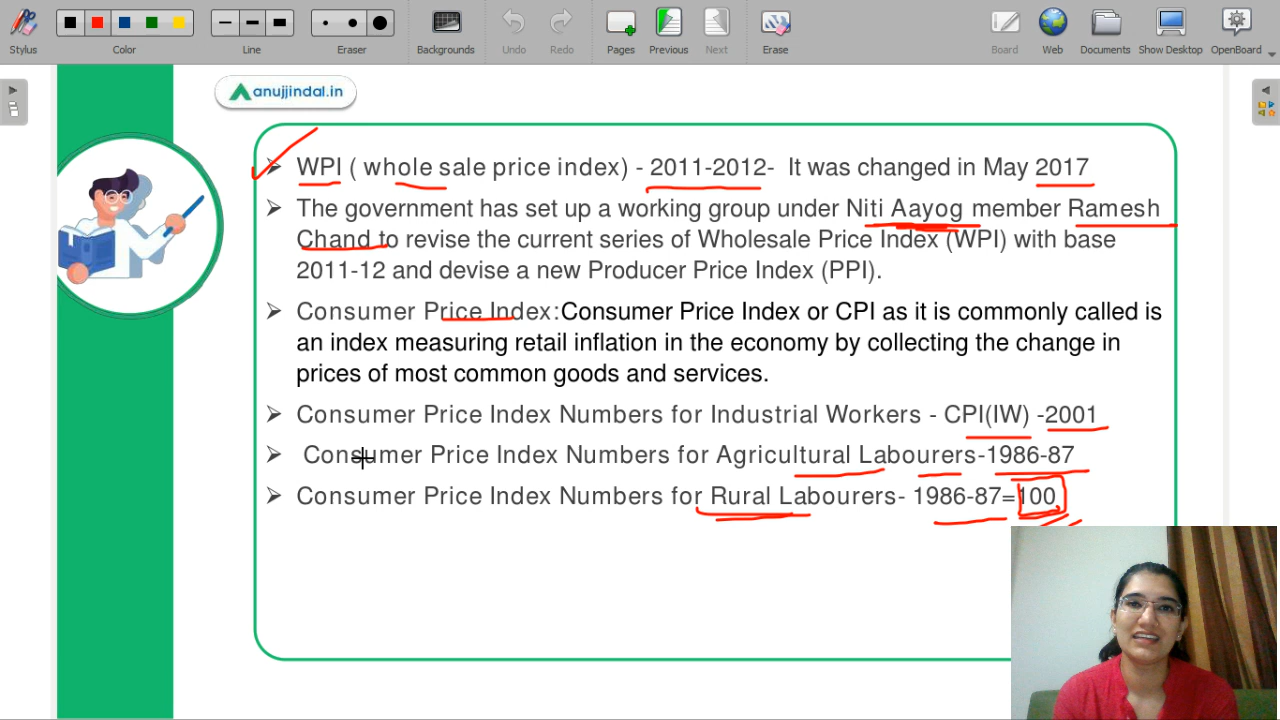 Stylus
Color
Line
Eraser
Backgrounds
Undo
Redo
Pages
Previous
Next
Erase
Board
Web
Documents
Show Desktop
OpenBoard
anujjindal.in
WPI ( whole sale price index) - 2011-2012- It was changed in May 2017
The government has set up a working group under Niti Aayog member Ramesh
Chand to revise the current series of Wholesale Price Index (WPI) with base
2011-12 and devise a new Producer Price Index (PPI).
Consumer Price Index:Consumer Price Index or CPI as it is commonly called is
an index measuring retail inflation in the economy by collecting the change in
prices of most common goods and services.
Consumer Price Index Numbers for Industrial Workers - CPI(IW) -2001
Consumer Price Index Numbers for Agricultural Labourers-1986-87
Consumer Price Index Numbers for Rural Labourers- 1986-87=100